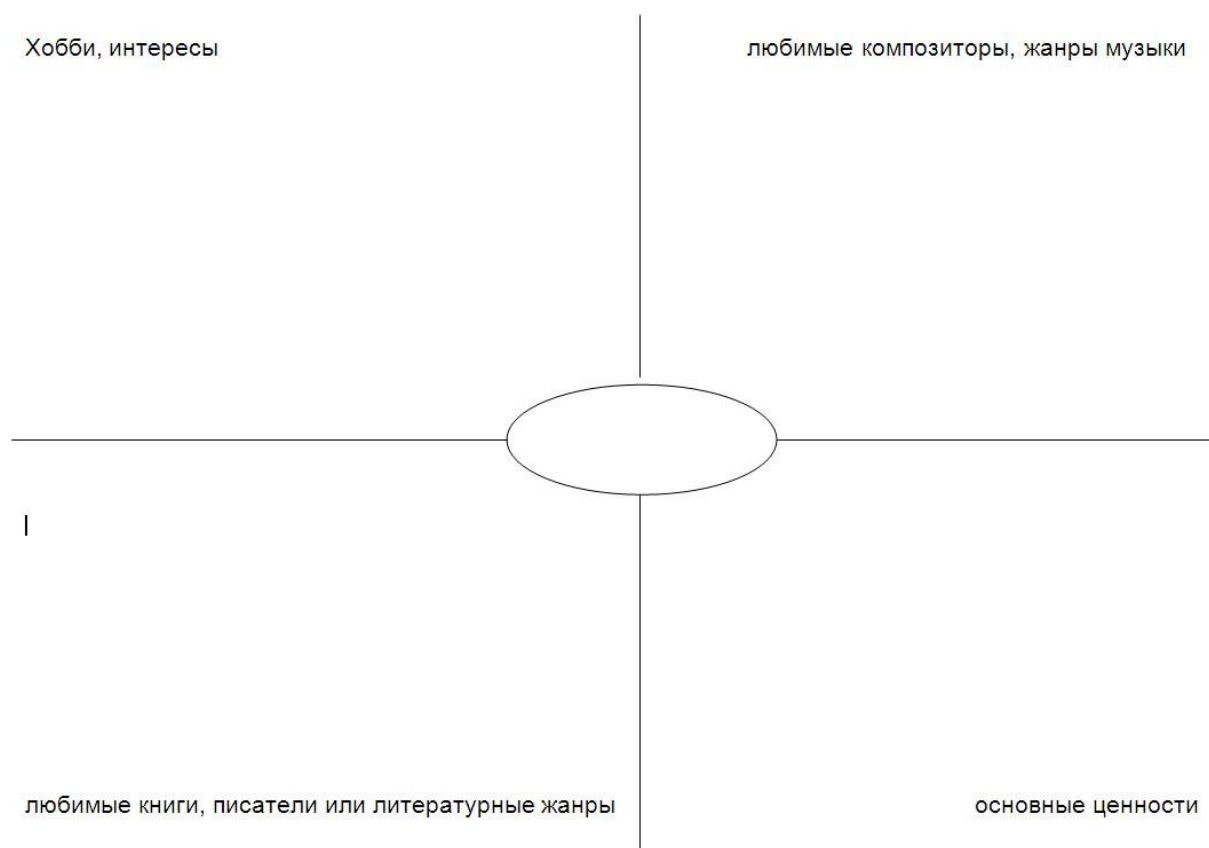 Хобби, интересы
любимые композиторы, жанры музыки
любимые книги, писатели или литературные жанры
основные ценности